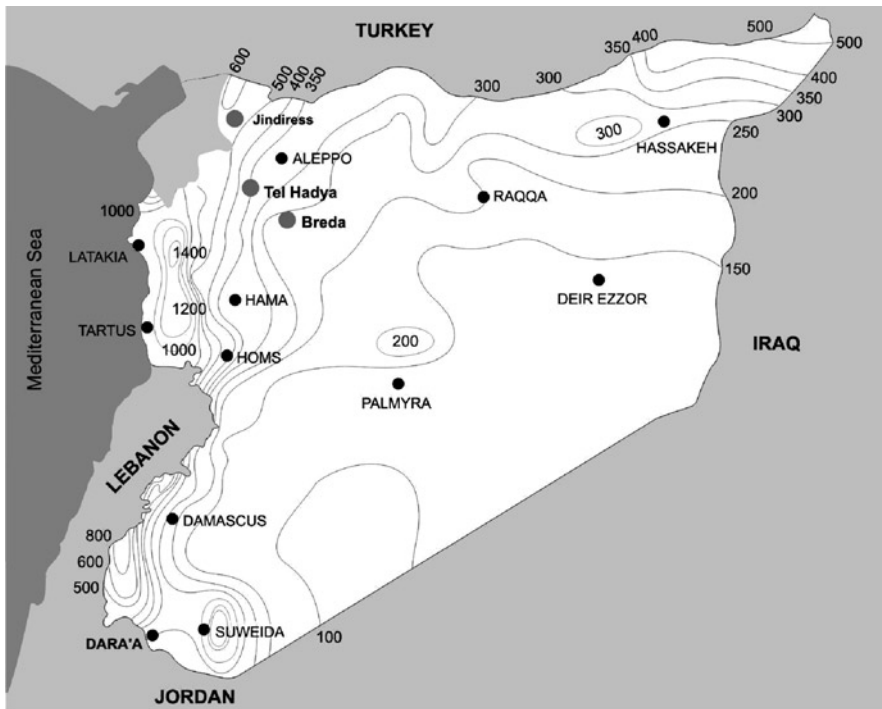 TURKEY
600
500
400
350
300
300
350
400
500
500
400
350
300
250
Jindiress
300
HASSAKEH
ALEPPO
Tel Hadya
RAQQA
200
1000
Breda
LATAKIA
1400
150
DEIR EZZOR
HAMA
1200
TARTUS
1000
HOMS
200
IRAQ
Mediterranean Sea
PALMYRA
LEBANON
DAMASCUS
800
600
500
DARA'A
SUWEIDA
100
JORDAN